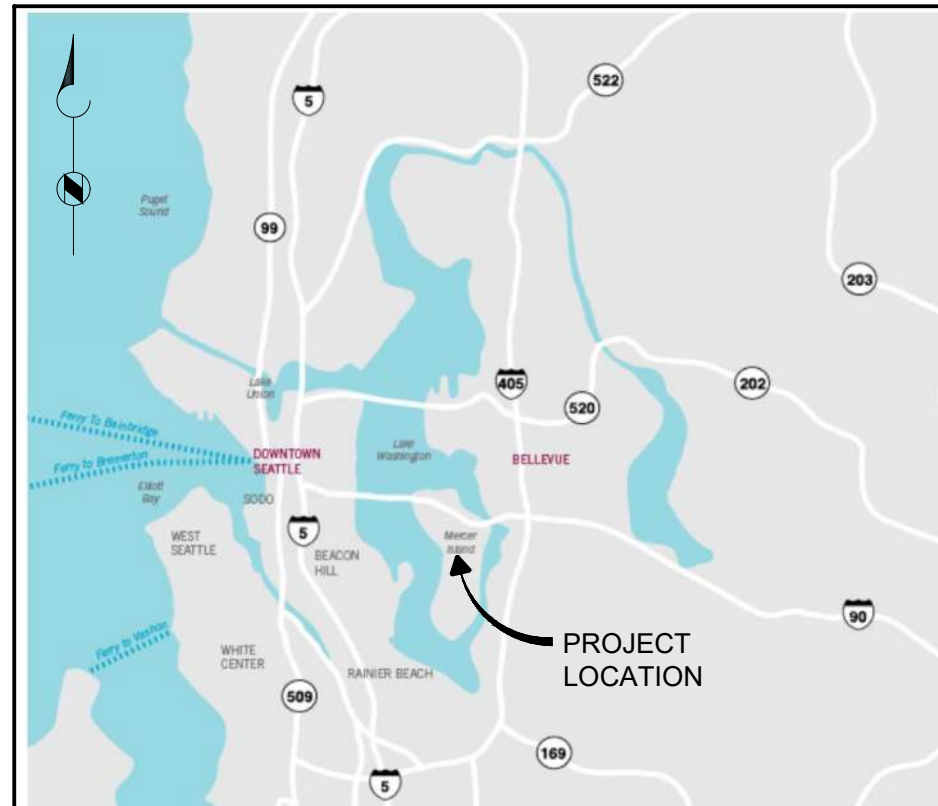 5
522
Puget
Sound
99
203
Lake
Union
405
202
520
Ferry To Bainbridge
Lake
Washington
DOWNTOWN
SEATTLE
BELLEVUE
Ferry to Bremerton
Elliott
Bay
SODO
5
WEST
SEATTLE
BEACON
HILL
Mercer
Island
90
Ferry to Vashon
WHITE
CENTER
PROJECT
LOCATION
RAINIER BEACH
509
169
5